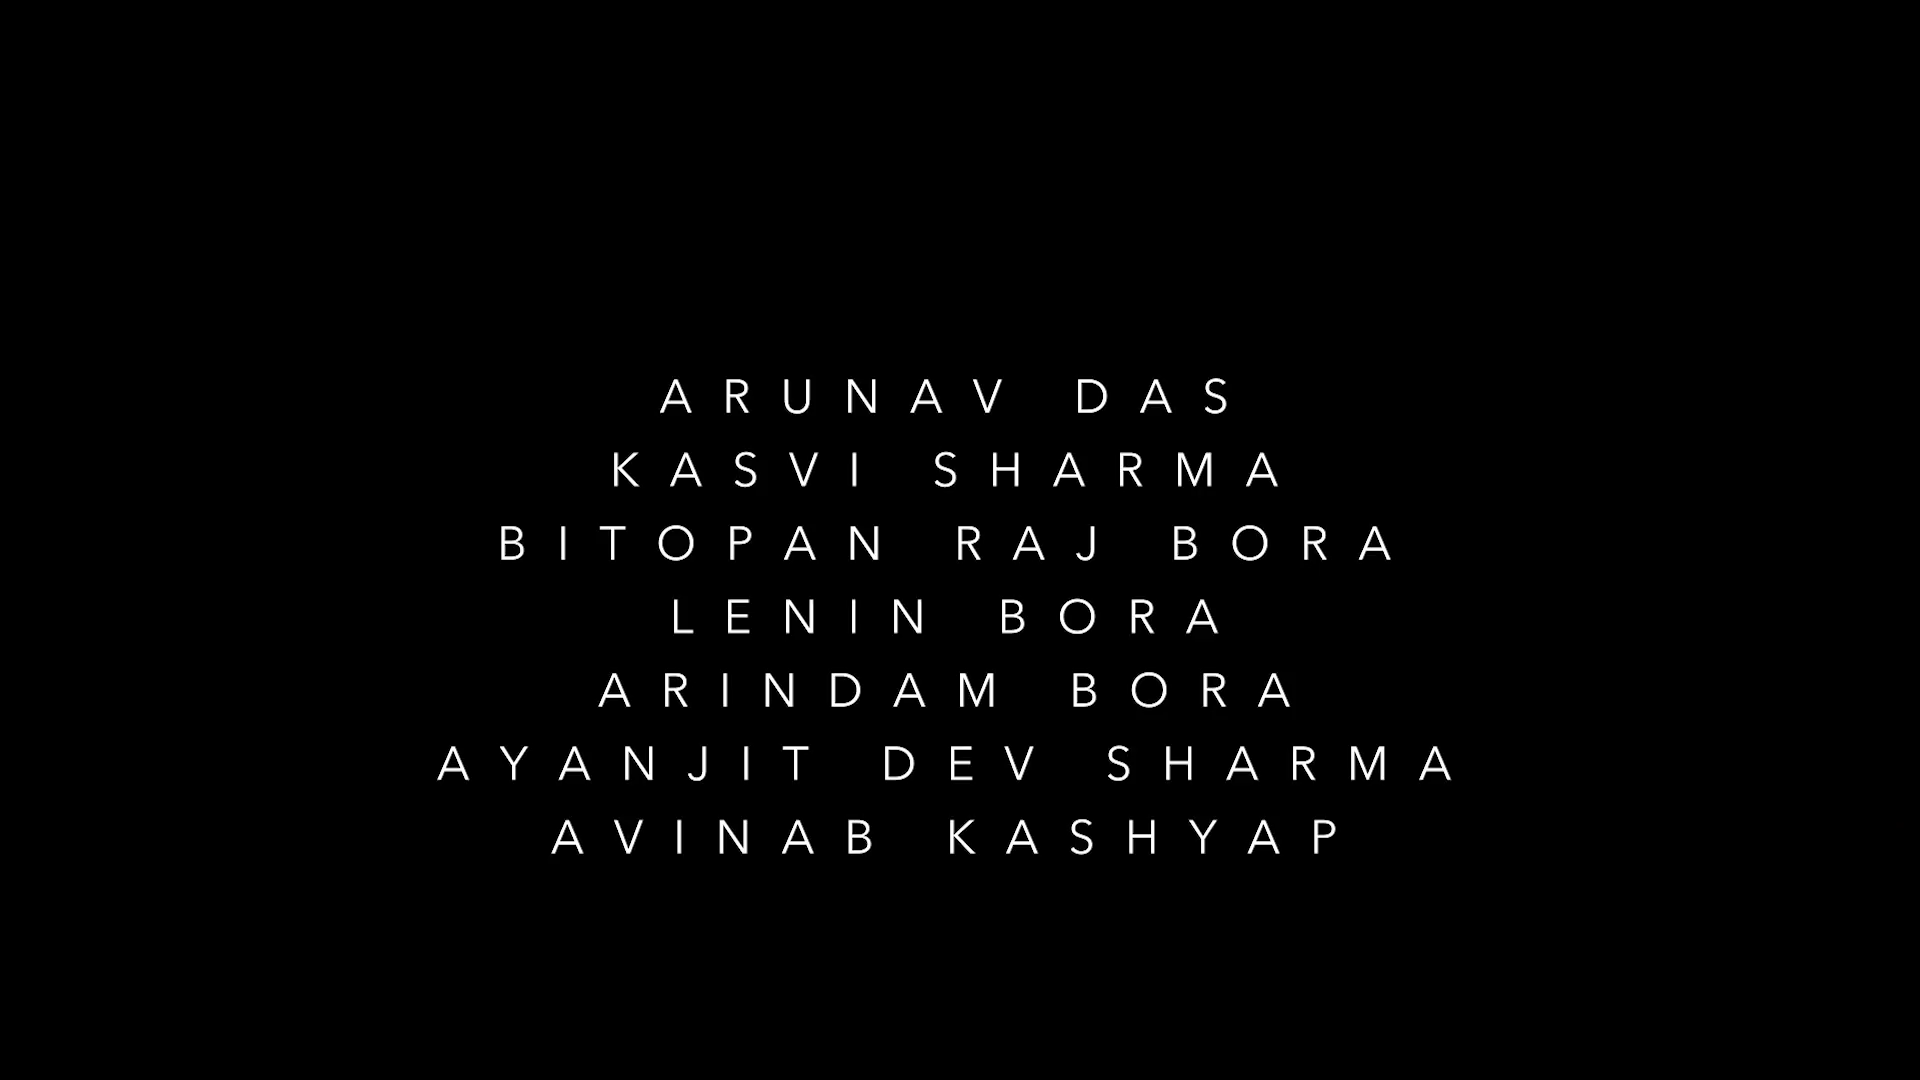 ARUNAV DAS
KASVI SHARMA
BITOPAN RAJ BORA
LENIN BORA
ARINDAM BORA
AYANJIT DEV SHARMA
AVINAB KASHYAP